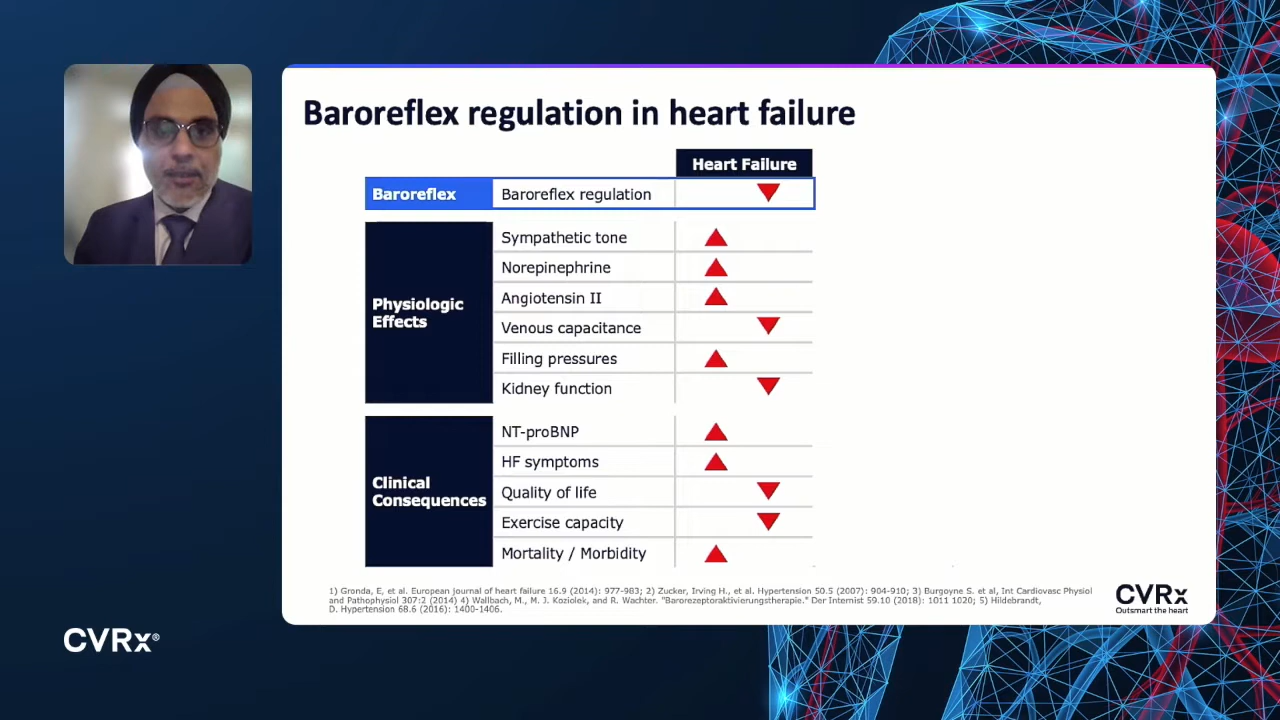 Baroreflex regulation in heart failure
Heart Failure
Baroreflex
Baroreflex regulation
Physiologic
Effects
Sympathetic tone
Norepinephrine
Angiotensin II
Venous capacitance
Filling pressures
Kidney function
Clinical
Consequences
NT-proBNP
HF symptoms
Quality of life
Exercise capacity
Mortality / Morbidity
1) Gronda, E, et al. European journal of heart failure 16.9 (2014): 977-983; 2) Zucker, Irving H., et al. Hypertension 50.5 (2007): 904-910; 3) Burgoyne S. et al, Int Cardiovasc Physiol
and Pathophysiol 307:2 (2014) 4) Wallbach, M., M. J. Koziolek, and R. Wachter. "Barorezeptoraktivierungstherapie." Der Internist 59.10 (2018): 1011 1020; 5) Hildebrandt,
D. Hypertension 68.6 (2016): 1400-1406.
CVRx
Outsmart the heart
CVRx®